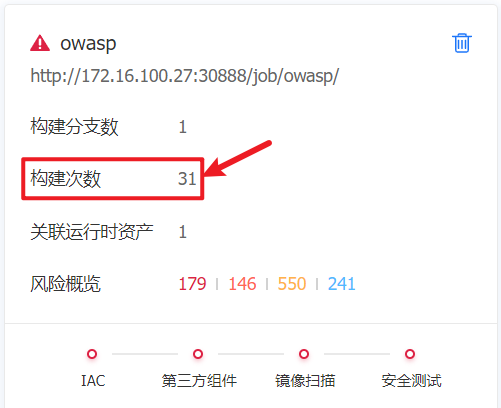 owasp
http://172.16.100.27:30888/job/owasp/
构建分支数 1
构建次数 31
关联运行时资产 1
风险概览 179 | 146 | 550 | 241
IAC 第三方组件 镜像扫描 安全测试